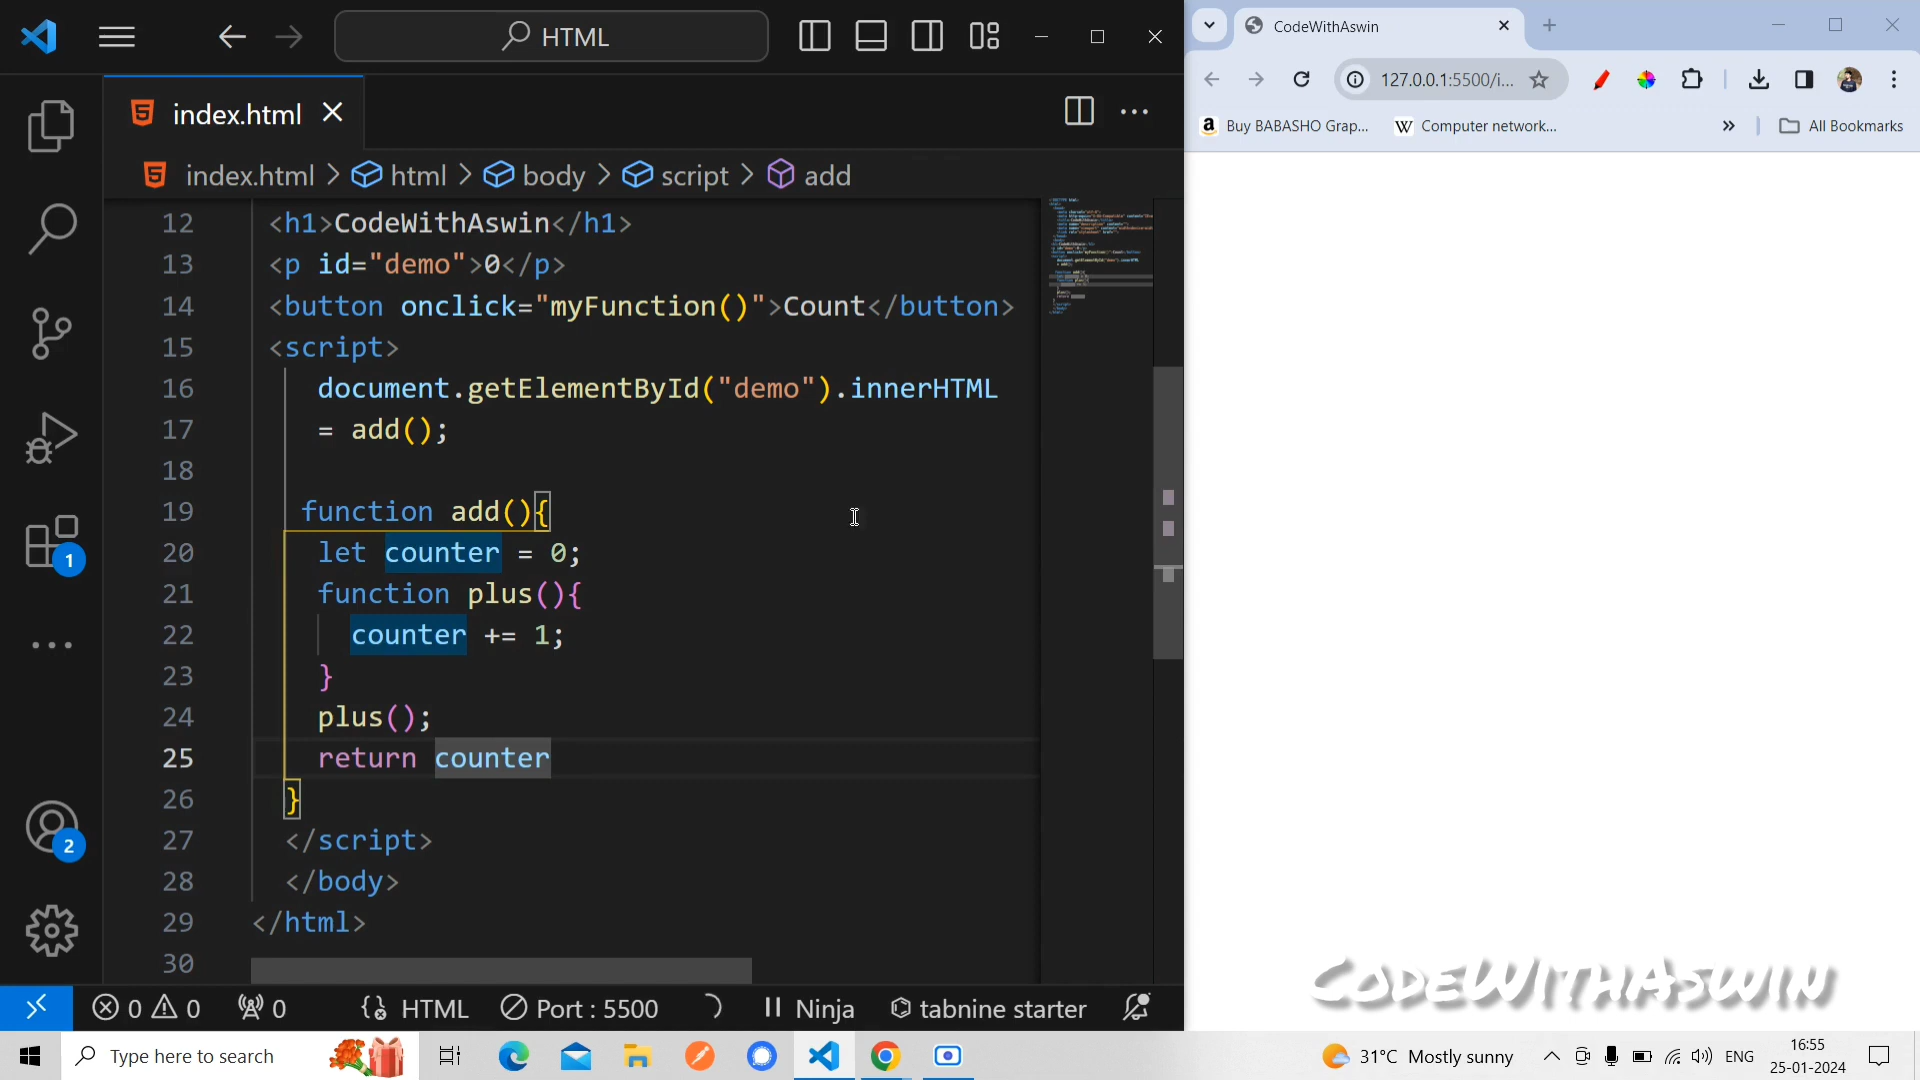 HTML
index.html
index.html > html > body > script > add
12 <h1>CodeWithAswin</h1>
13 <p id="demo">0</p>
14 <button onclick="myFunction()">Count</button>
15 <script>
16 document.getElementById("demo").innerHTML
17 = add();
18
19 function add(){
20 let counter = 0;
21 function plus(){
22 counter += 1;
23 }
24 plus();
25 return counter
26 }
27 </script>
28 </body>
29 </html>
30
1
2
0 0 0 HTML Port : 5500 Ninja tabnine starter
CodeWithAswin
127.0.0.1:5500/i...
Buy BABASHO Grap... Computer network... » All Bookmarks
CODEWITHASWIN
Type here to search
31°C Mostly sunny ENG 16:55
25-01-2024